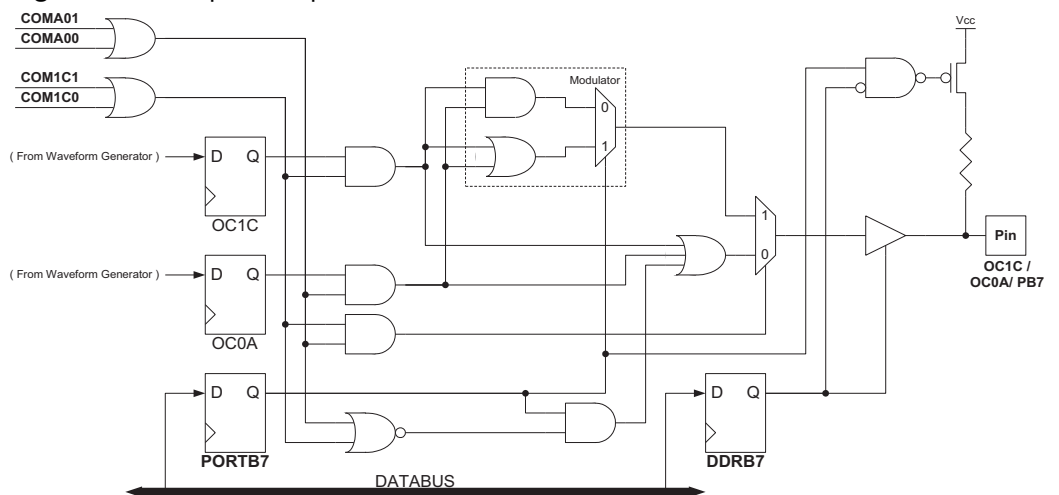 COMA01
COMA00
COM1C1
COM1C0
Modulator
Vcc
0
1
( From Waveform Generator )
D Q
OC1C
1
0
Pin
OC1C /
OC0A/ PB7
( From Waveform Generator )
D Q
OC0A
D Q
PORTB7
D Q
DDRB7
DATABUS